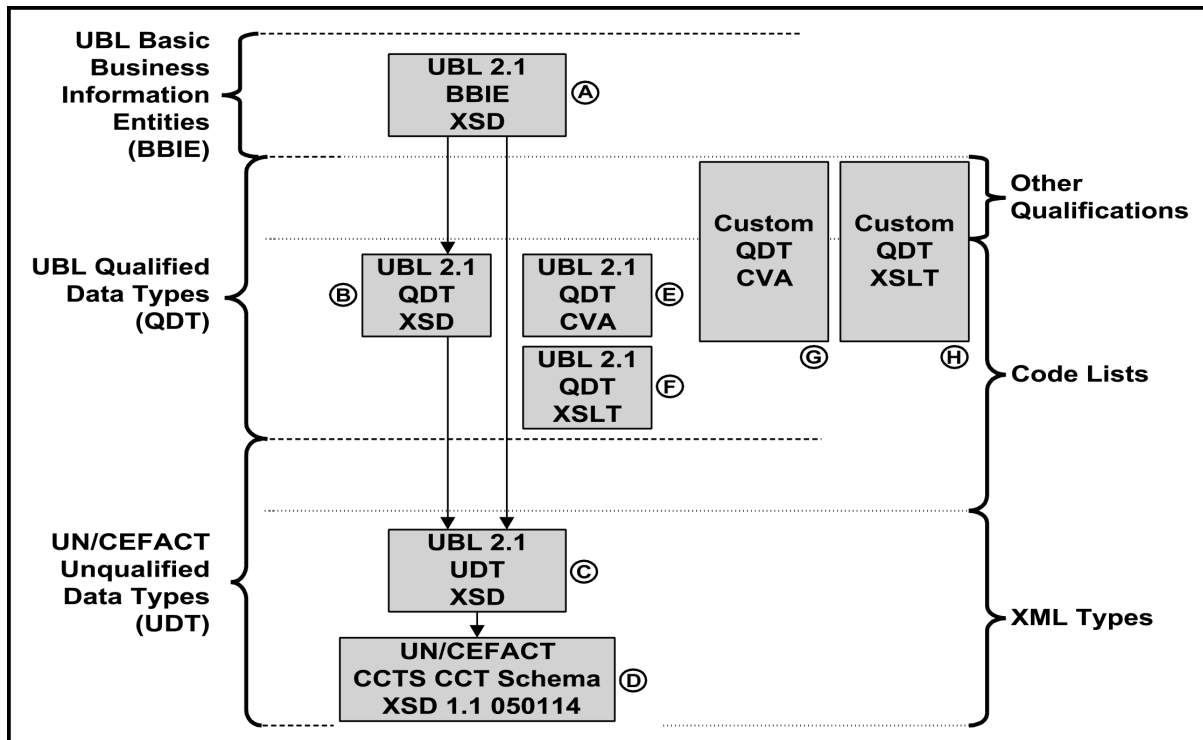 UBL Basic
Business
Information
Entities
(BBIE)
UBL 2.1
BBIE
XSD
A
UBL Qualified
Data Types
(QDT)
UBL 2.1
QDT
XSD
B
UBL 2.1
QDT
CVA
E
UBL 2.1
QDT
XSLT
F
Custom
QDT
CVA
G
Custom
QDT
XSLT
H
Other
Qualifications
Code Lists
UN/CEFACT
Unqualified
Data Types
(UDT)
UBL 2.1
UDT
XSD
C
UN/CEFACT
CCTS CCT Schema
XSD 1.1 050114
D
XML Types